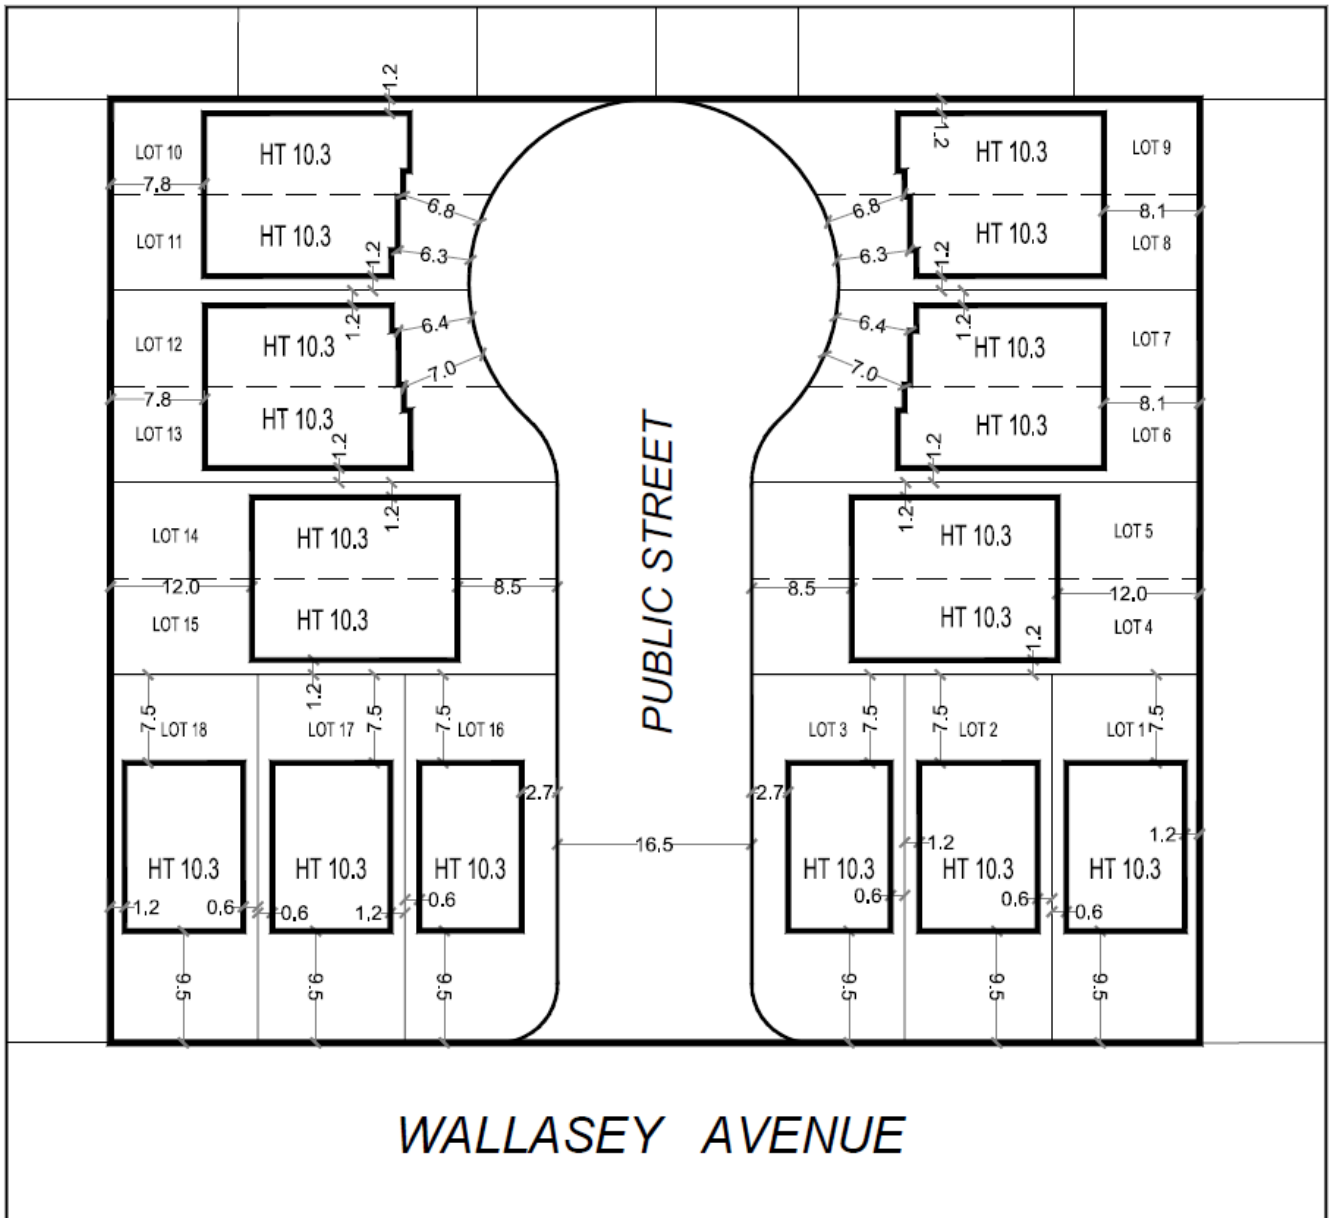 1.2
1.2
LOT 10
HT 10.3
HT 10.3
LOT 9
7.8
6.8
6.8
8.1
LOT 11
HT 10.3
1.2
6.3
6.3
1.2
HT 10.3
LOT 8
1.2
6.4
6.4
1.2
LOT 12
HT 10.3
HT 10.3
LOT 7
7.0
7.0
7.8
8.1
LOT 13
HT 10.3
1.2
1.2
HT 10.3
LOT 6
PUBLIC STREET
1.2
1.2
LOT 14
HT 10.3
HT 10.3
LOT 5
12.0
8.5
8.5
12.0
LOT 15
HT 10.3
HT 10.3
LOT 4
1.2
1.2
7.5
7.5
7.5
7.5
7.5
7.5
LOT 18
LOT 17
LOT 16
LOT 3
LOT 2
LOT 1
2.7
2.7
16.5
1.2
1.2
HT 10.3
HT 10.3
HT 10.3
HT 10.3
HT 10.3
HT 10.3
1.2
0.6
0.6
1.2
0.6
0.6
0.6
0.6
9.5
9.5
9.5
9.5
9.5
9.5
WALLASEY AVENUE